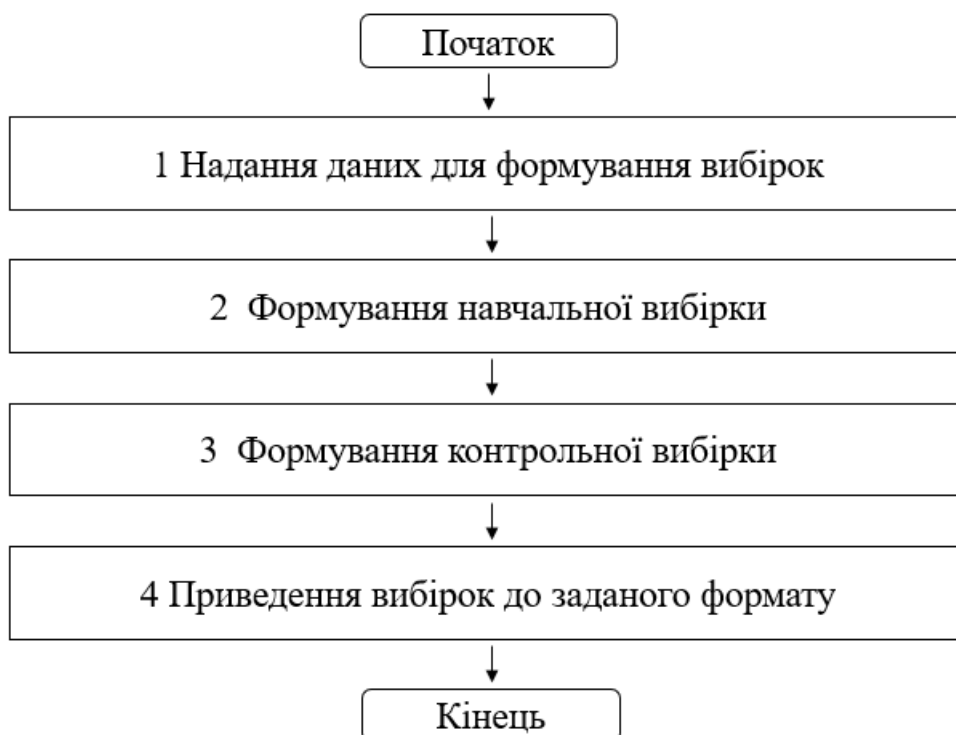 Початок
1 Надання даних для формування вибірок
2 Формування навчальної вибірки
3 Формування контрольної вибірки
4 Приведення вибірок до заданого формату
Кінець